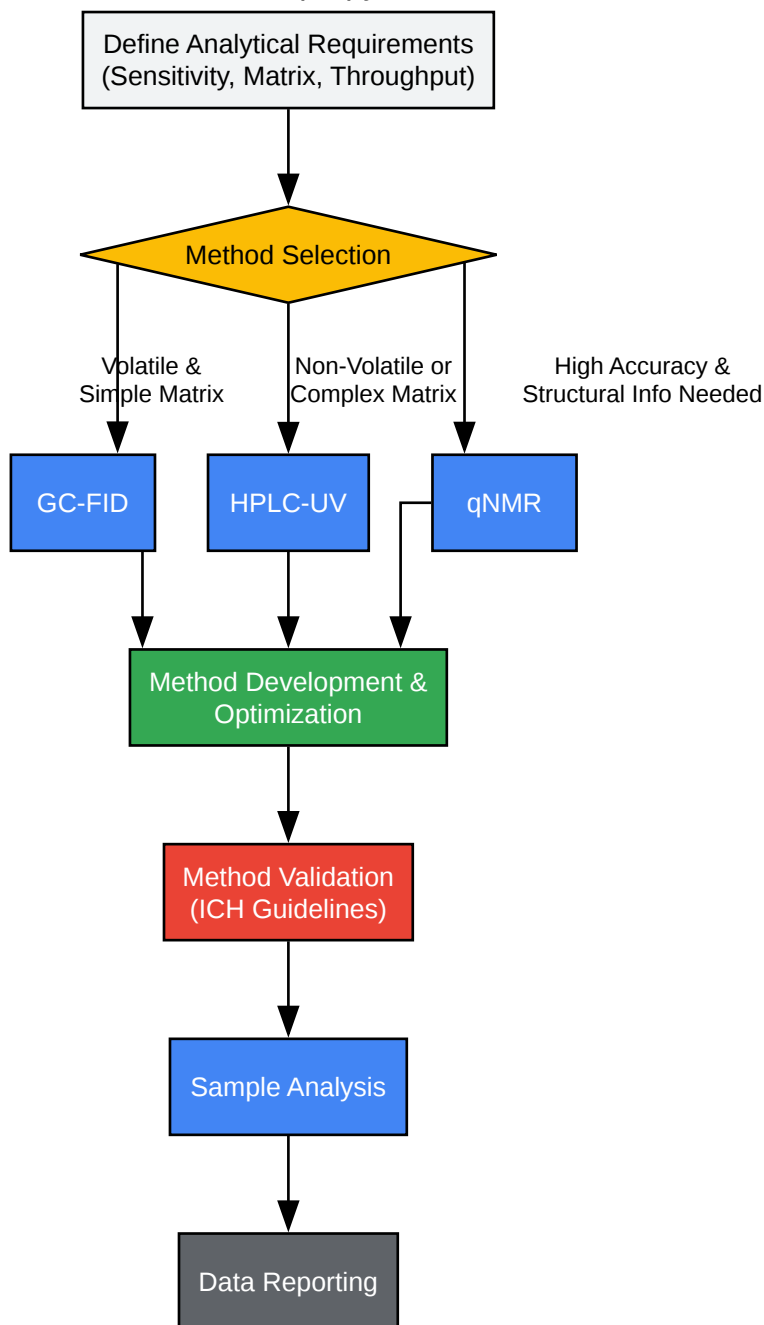 Define Analytical Requirements
(Sensitivity, Matrix, Throughput)
Method Selection
Volatile &
Simple Matrix
Non-Volatile or
Complex Matrix
High Accuracy &
Structural Info Needed
GC-FID
HPLC-UV
qNMR
Method Development &
Optimization
Method Validation
(ICH Guidelines)
Sample Analysis
Data Reporting